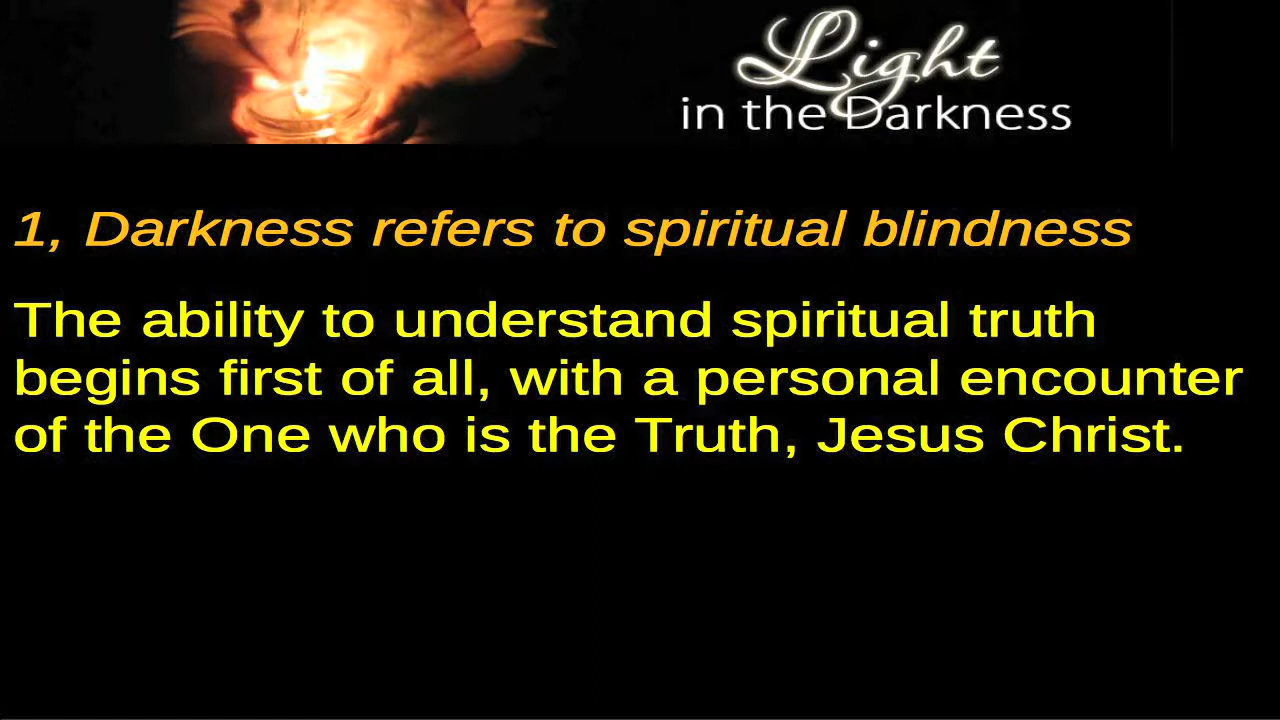 Light
in the Darkness
1, Darkness refers to spiritual blindness
The ability to understand spiritual truth
begins first of all, with a personal encounter
of the One who is the Truth, Jesus Christ.